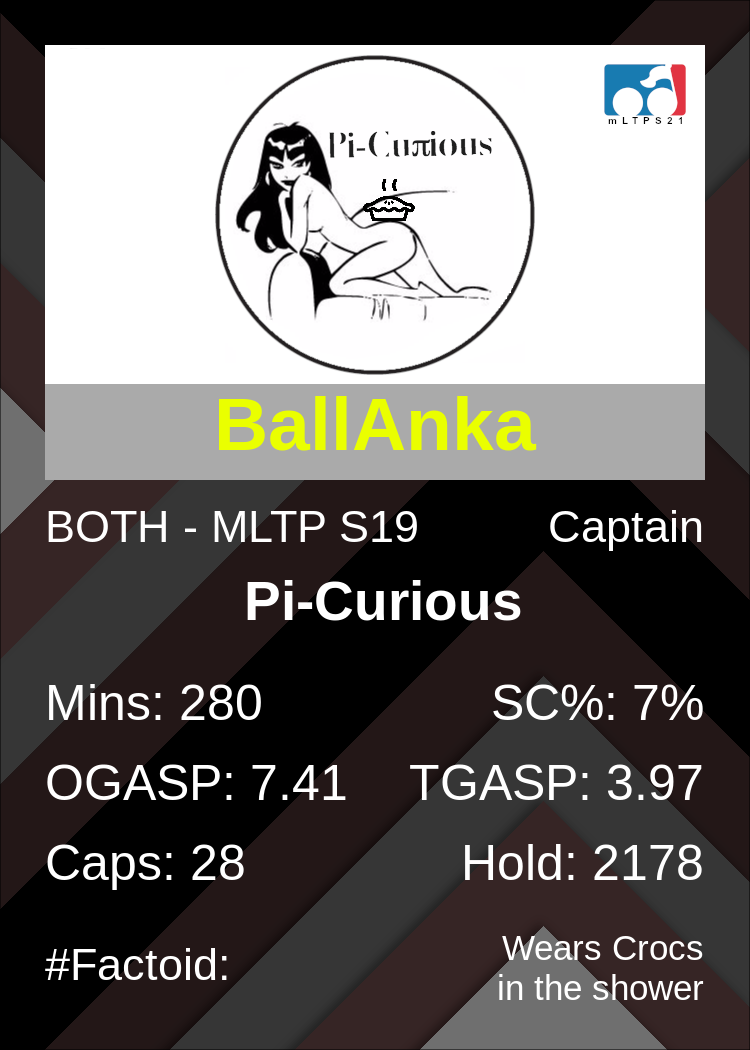 Pi-Cuπious
mLTPS21
BallAnka
BOTH - MLTP S19 Captain
Pi-Curious
Mins: 280 SC%: 7%
OGASP: 7.41 TGASP: 3.97
Caps: 28 Hold: 2178
#Factoid: Wears Crocs
in the shower